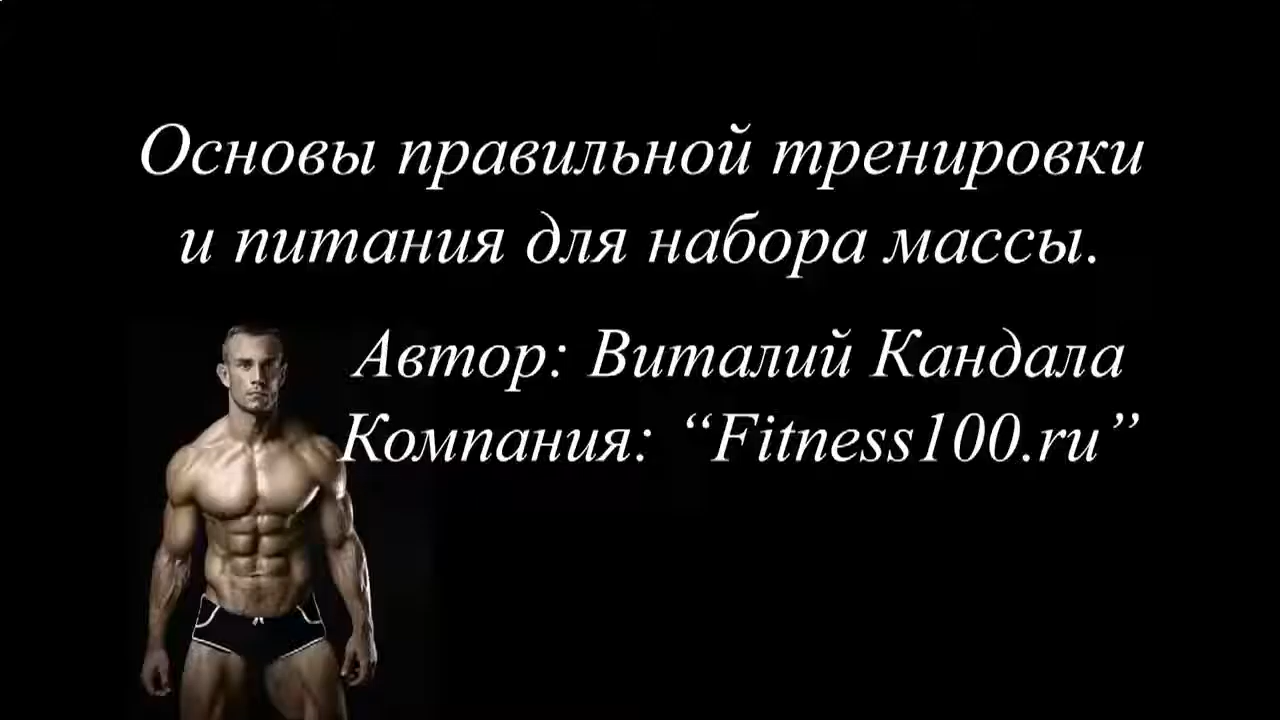 Основы правильной тренировки
и питания для набора массы.
Автор: Виталий Кандала
Компания: “Fitness100.ru”